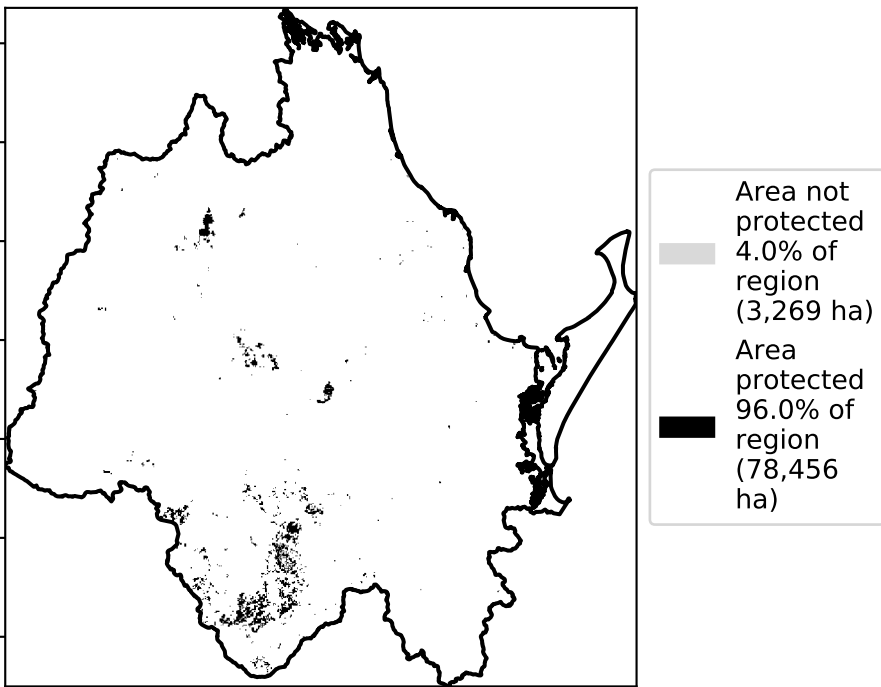 Area not
protected
4.0% of
region
(3,269 ha)
Area
protected
96.0% of
region
(78,456
ha)